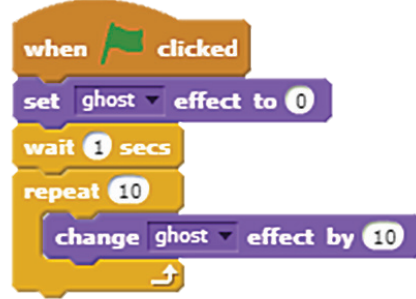 when clicked
set ghost effect to 0
wait 1 secs
repeat 10
change ghost effect by 10